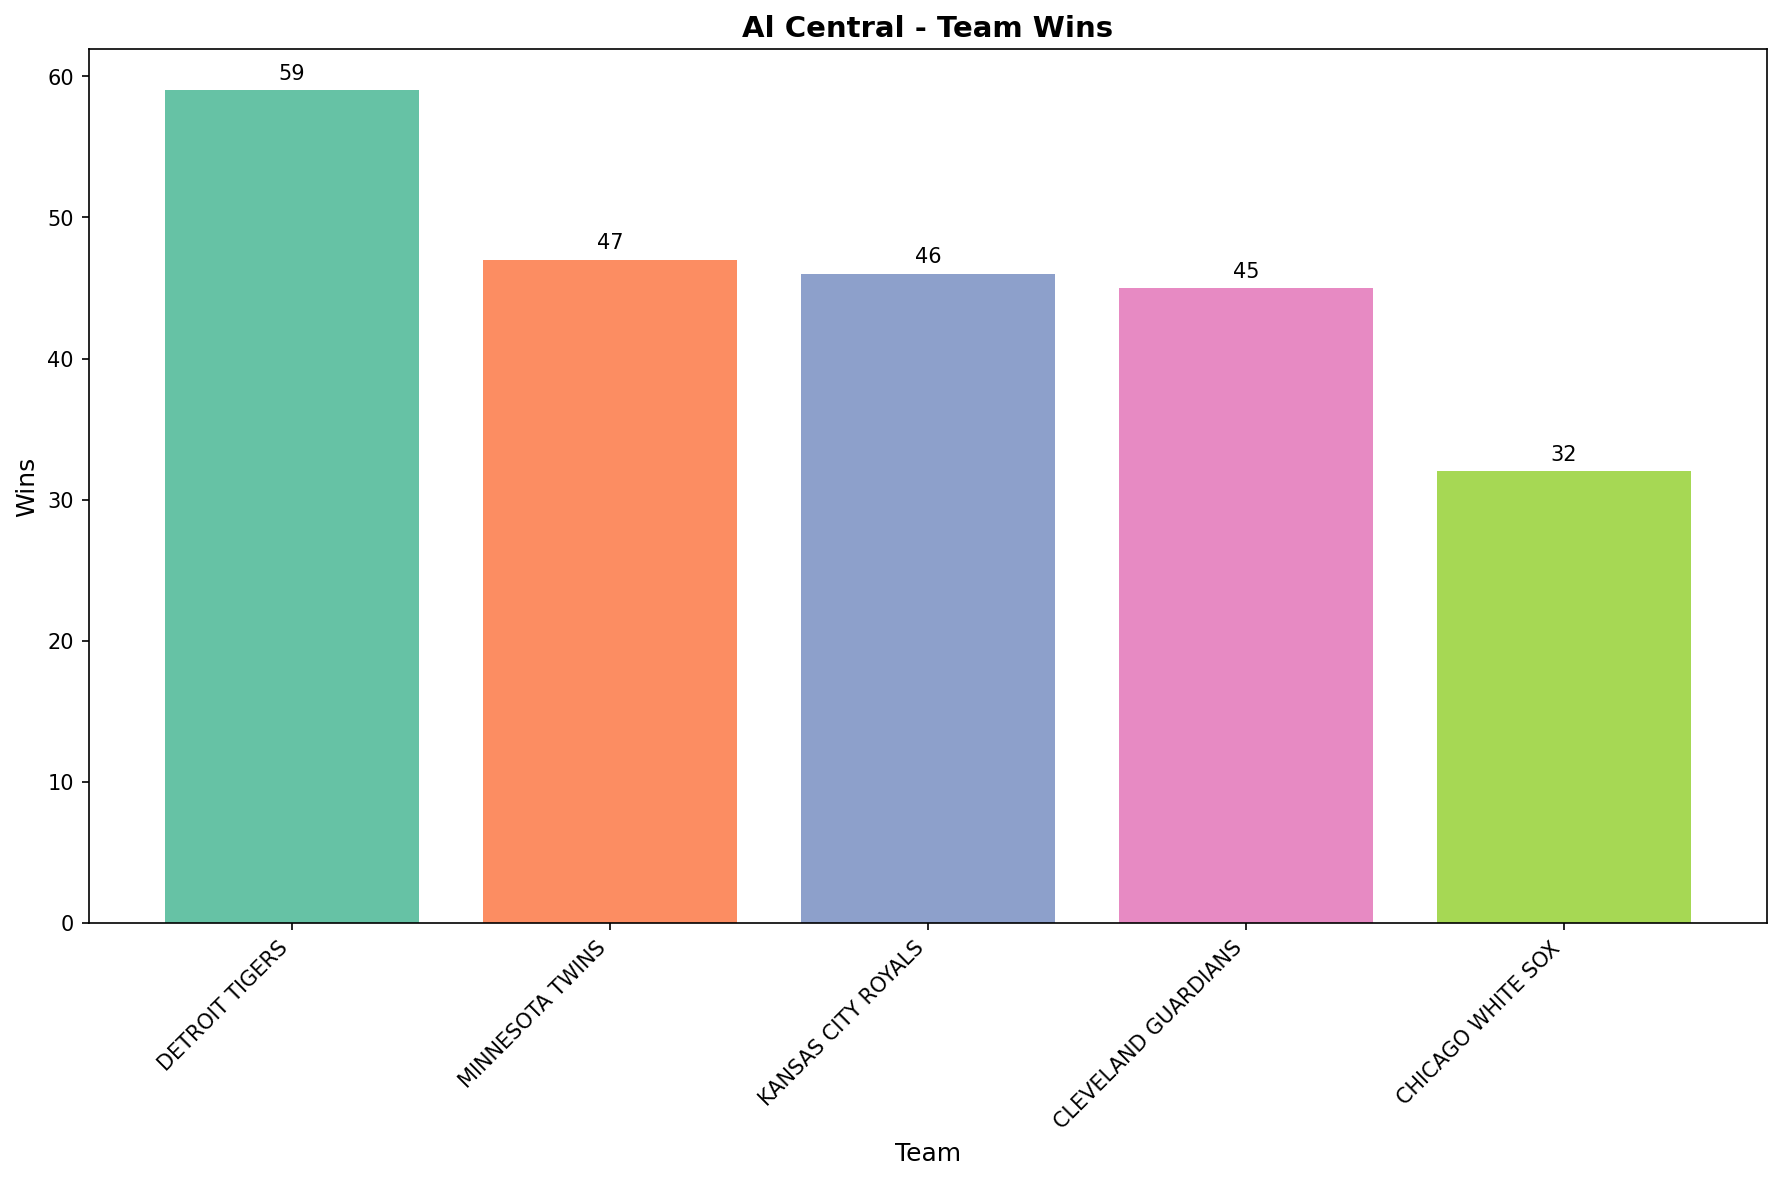 Al Central - Team Wins
Wins
60
50
40
30
20
10
0
59
47
46
45
32
DETROIT TIGERS
MINNESOTA TWINS
KANSAS CITY ROYALS
CLEVELAND GUARDIANS
CHICAGO WHITE SOX
Team